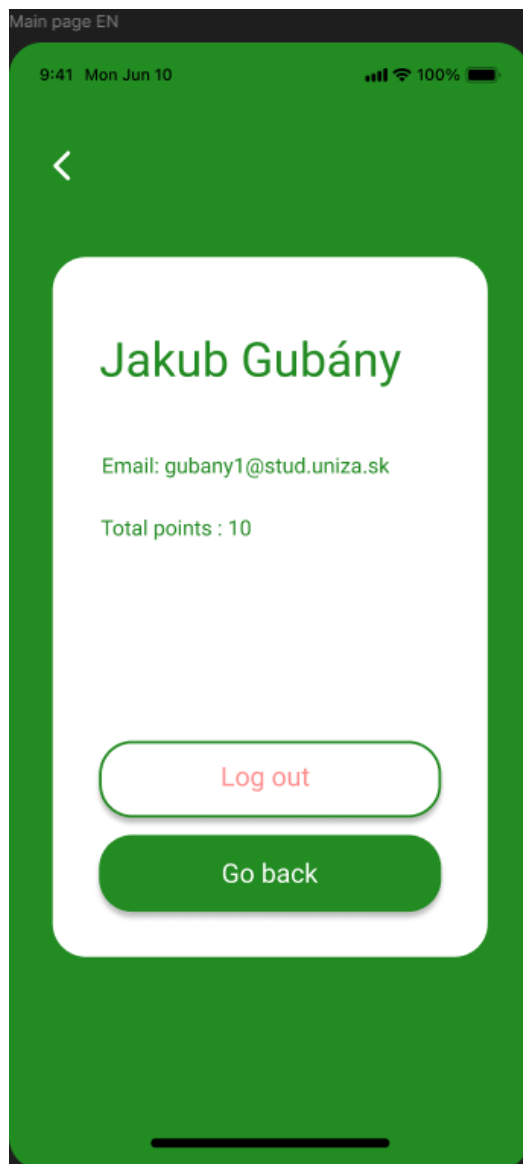 Main page EN
9:41 Mon Jun 10 100%
Jakub Gubány
Email: gubany1@stud.uniza.sk
Total points : 10
Log out
Go back